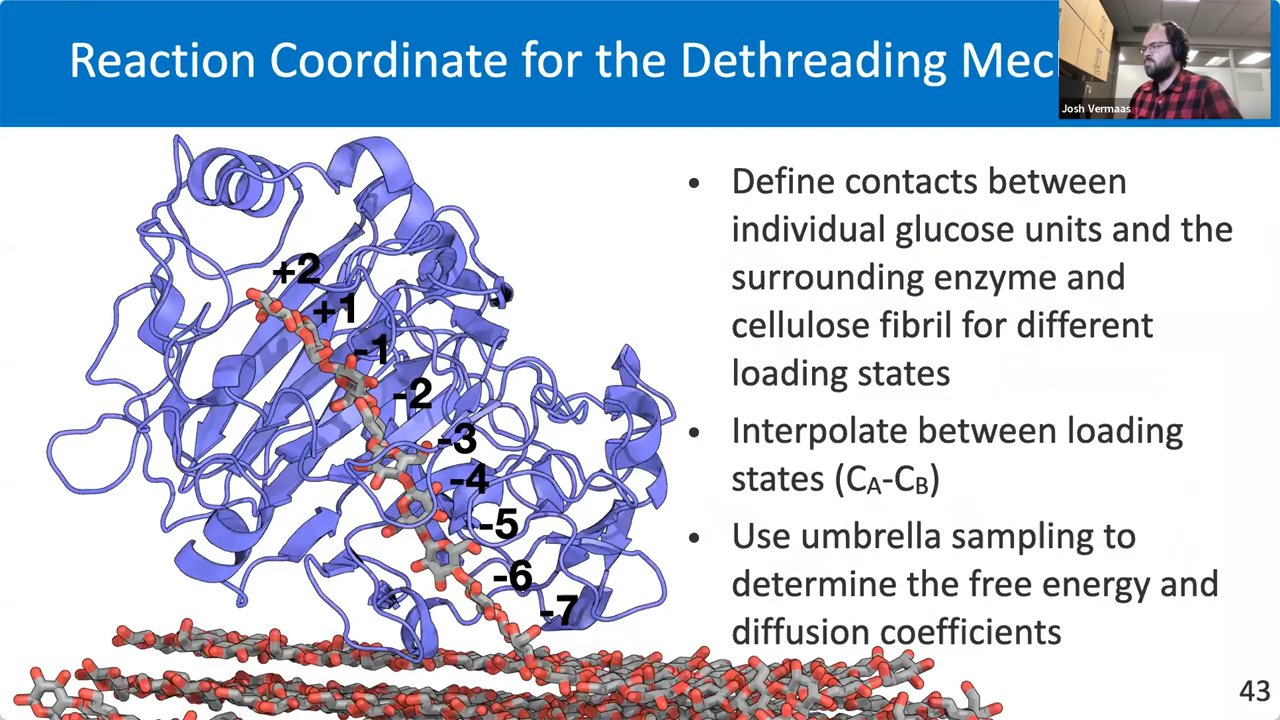 Reaction Coordinate for the Dethreading Mec
Josh Vermaas
+2
+1
-1
-2
-3
-4
-5
-6
-7
• Define contacts between
individual glucose units and the
surrounding enzyme and
cellulose fibril for different
loading states
• Interpolate between loading
states (CA-CB)
• Use umbrella sampling to
determine the free energy and
diffusion coefficients
43